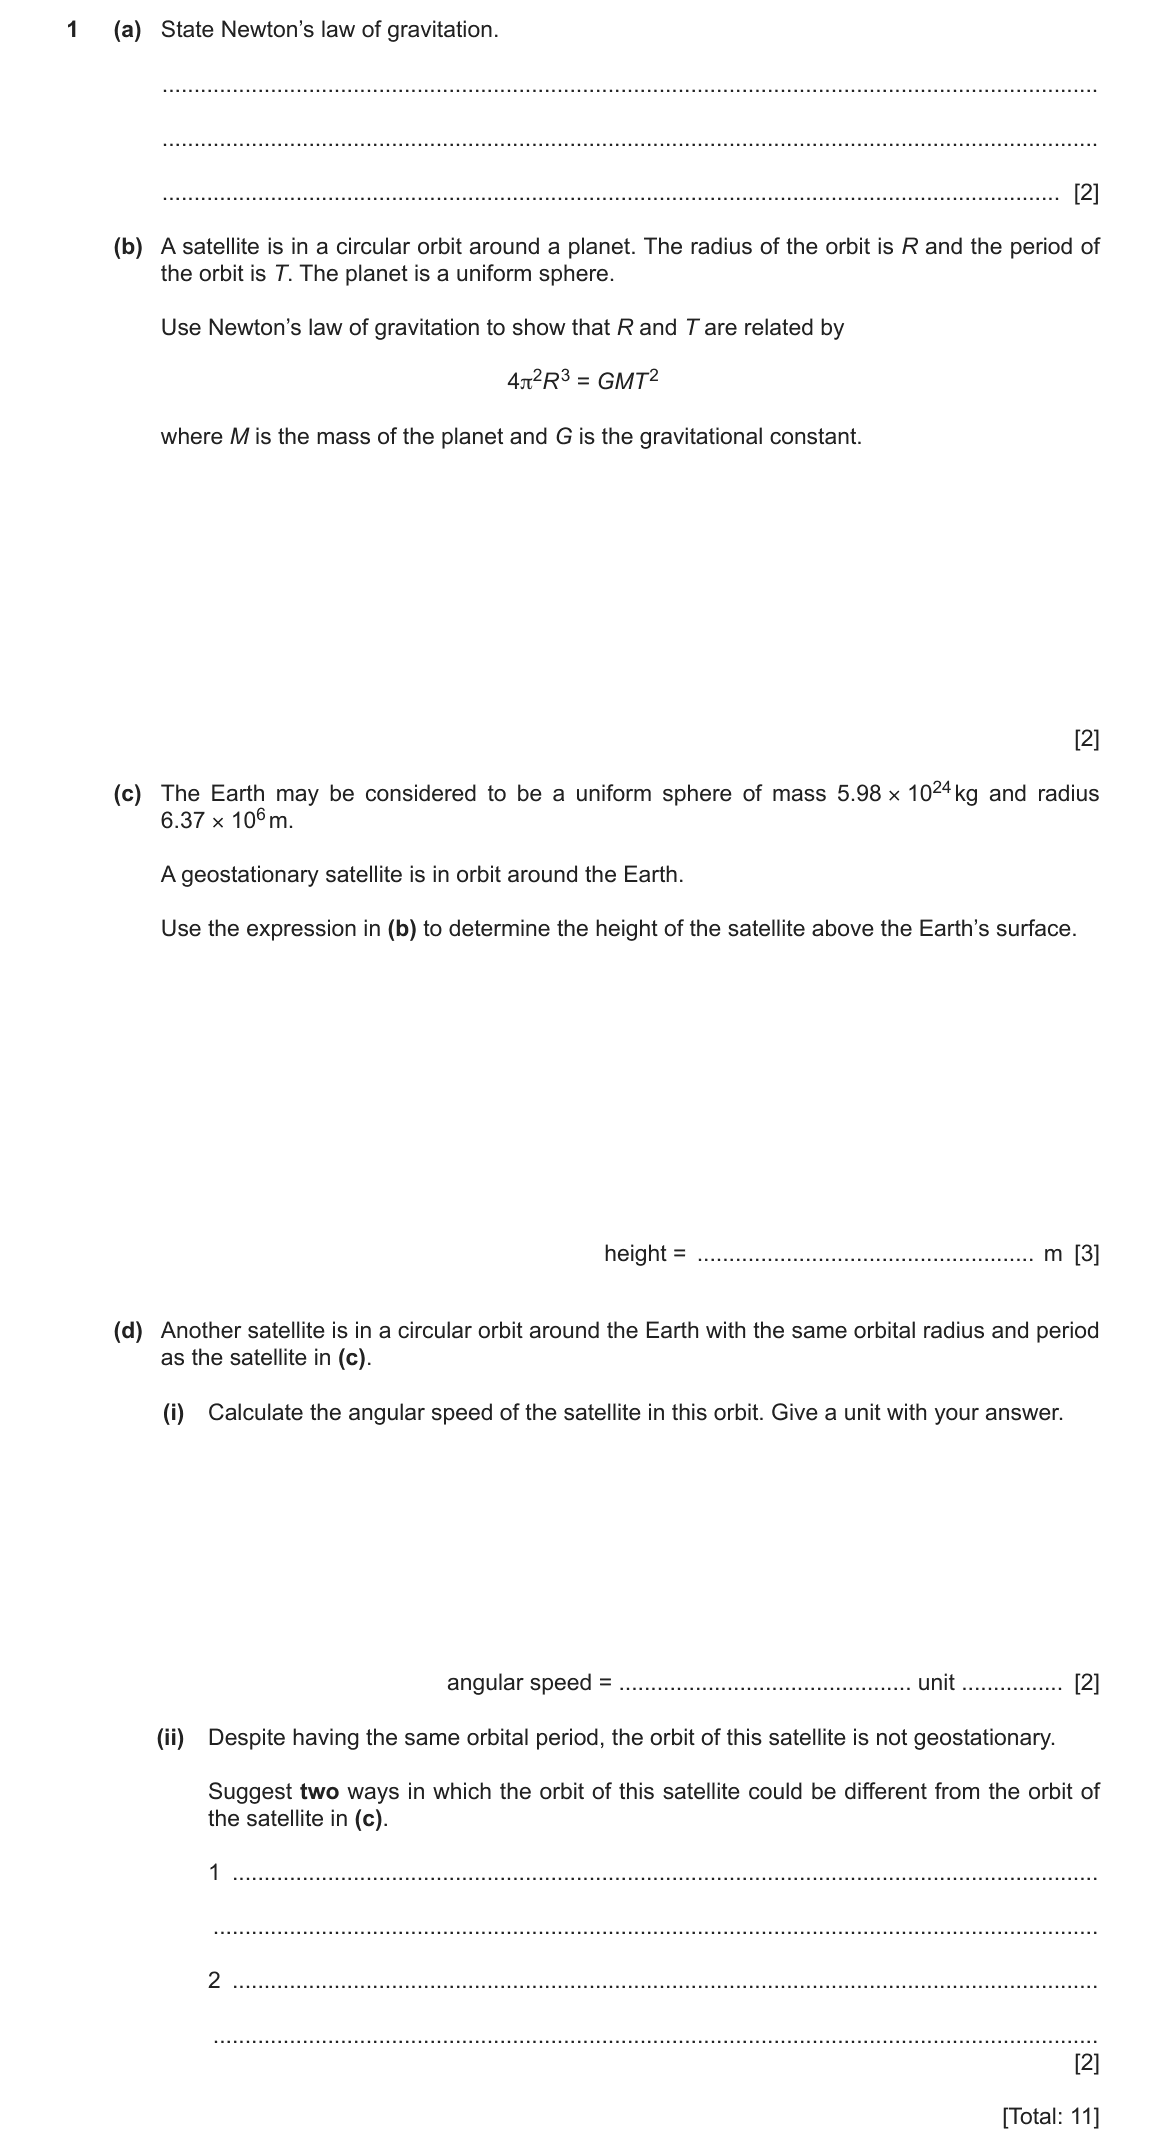 1 (a) State Newton’s law of gravitation.
..........................................................................................................................................
..........................................................................................................................................
.................................................................................................................................... [2]
(b) A satellite is in a circular orbit around a planet. The radius of the orbit is R and the period of
the orbit is T. The planet is a uniform sphere.
Use Newton’s law of gravitation to show that R and T are related by
4π²R³ = GMT²
where M is the mass of the planet and G is the gravitational constant.
[2]
(c) The Earth may be considered to be a uniform sphere of mass 5.98 × 10²⁴ kg and radius
6.37 × 10⁶ m.
A geostationary satellite is in orbit around the Earth.
Use the expression in (b) to determine the height of the satellite above the Earth’s surface.
height = ..................................................... m [3]
(d) Another satellite is in a circular orbit around the Earth with the same orbital radius and period
as the satellite in (c).
(i) Calculate the angular speed of the satellite in this orbit. Give a unit with your answer.
angular speed = .............................................. unit ................ [2]
(ii) Despite having the same orbital period, the orbit of this satellite is not geostationary.
Suggest two ways in which the orbit of this satellite could be different from the orbit of
the satellite in (c).
1 ........................................................................................................................................
..........................................................................................................................................
2 ........................................................................................................................................
..........................................................................................................................................
[2]
[Total: 11]